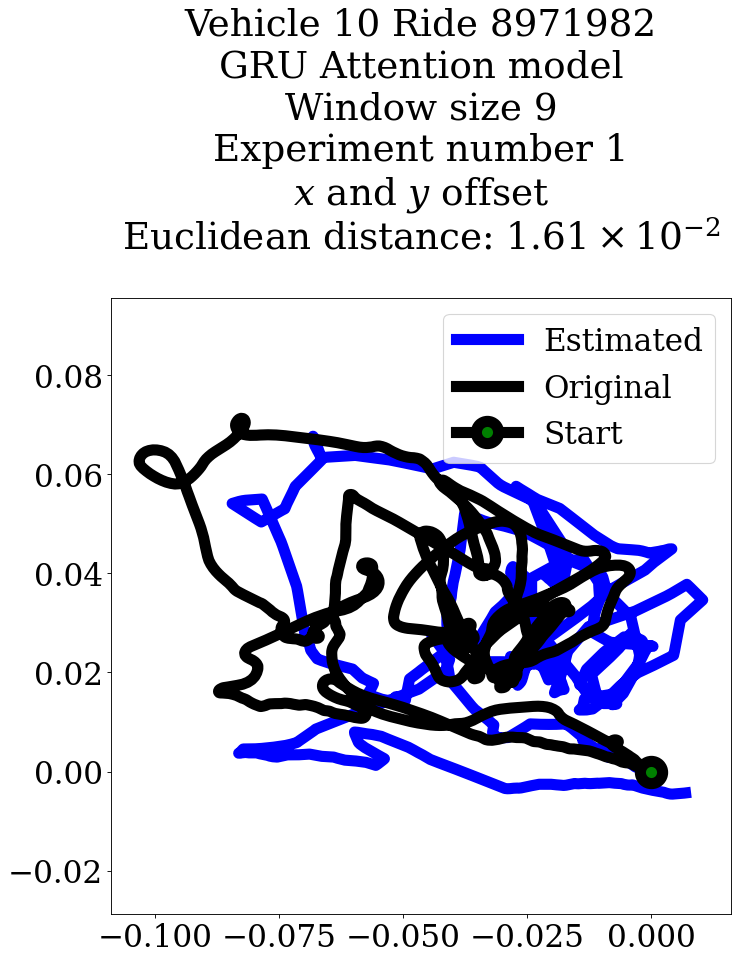 Vehicle 10 Ride 8971982
GRU Attention model
Window size 9
Experiment number 1
x and y offset
Euclidean distance: 1.61 × 10⁻²
Estimated
Original
Start
0.08
0.06
0.04
0.02
0.00
−0.02
−0.100 −0.075 −0.050 −0.025 0.000